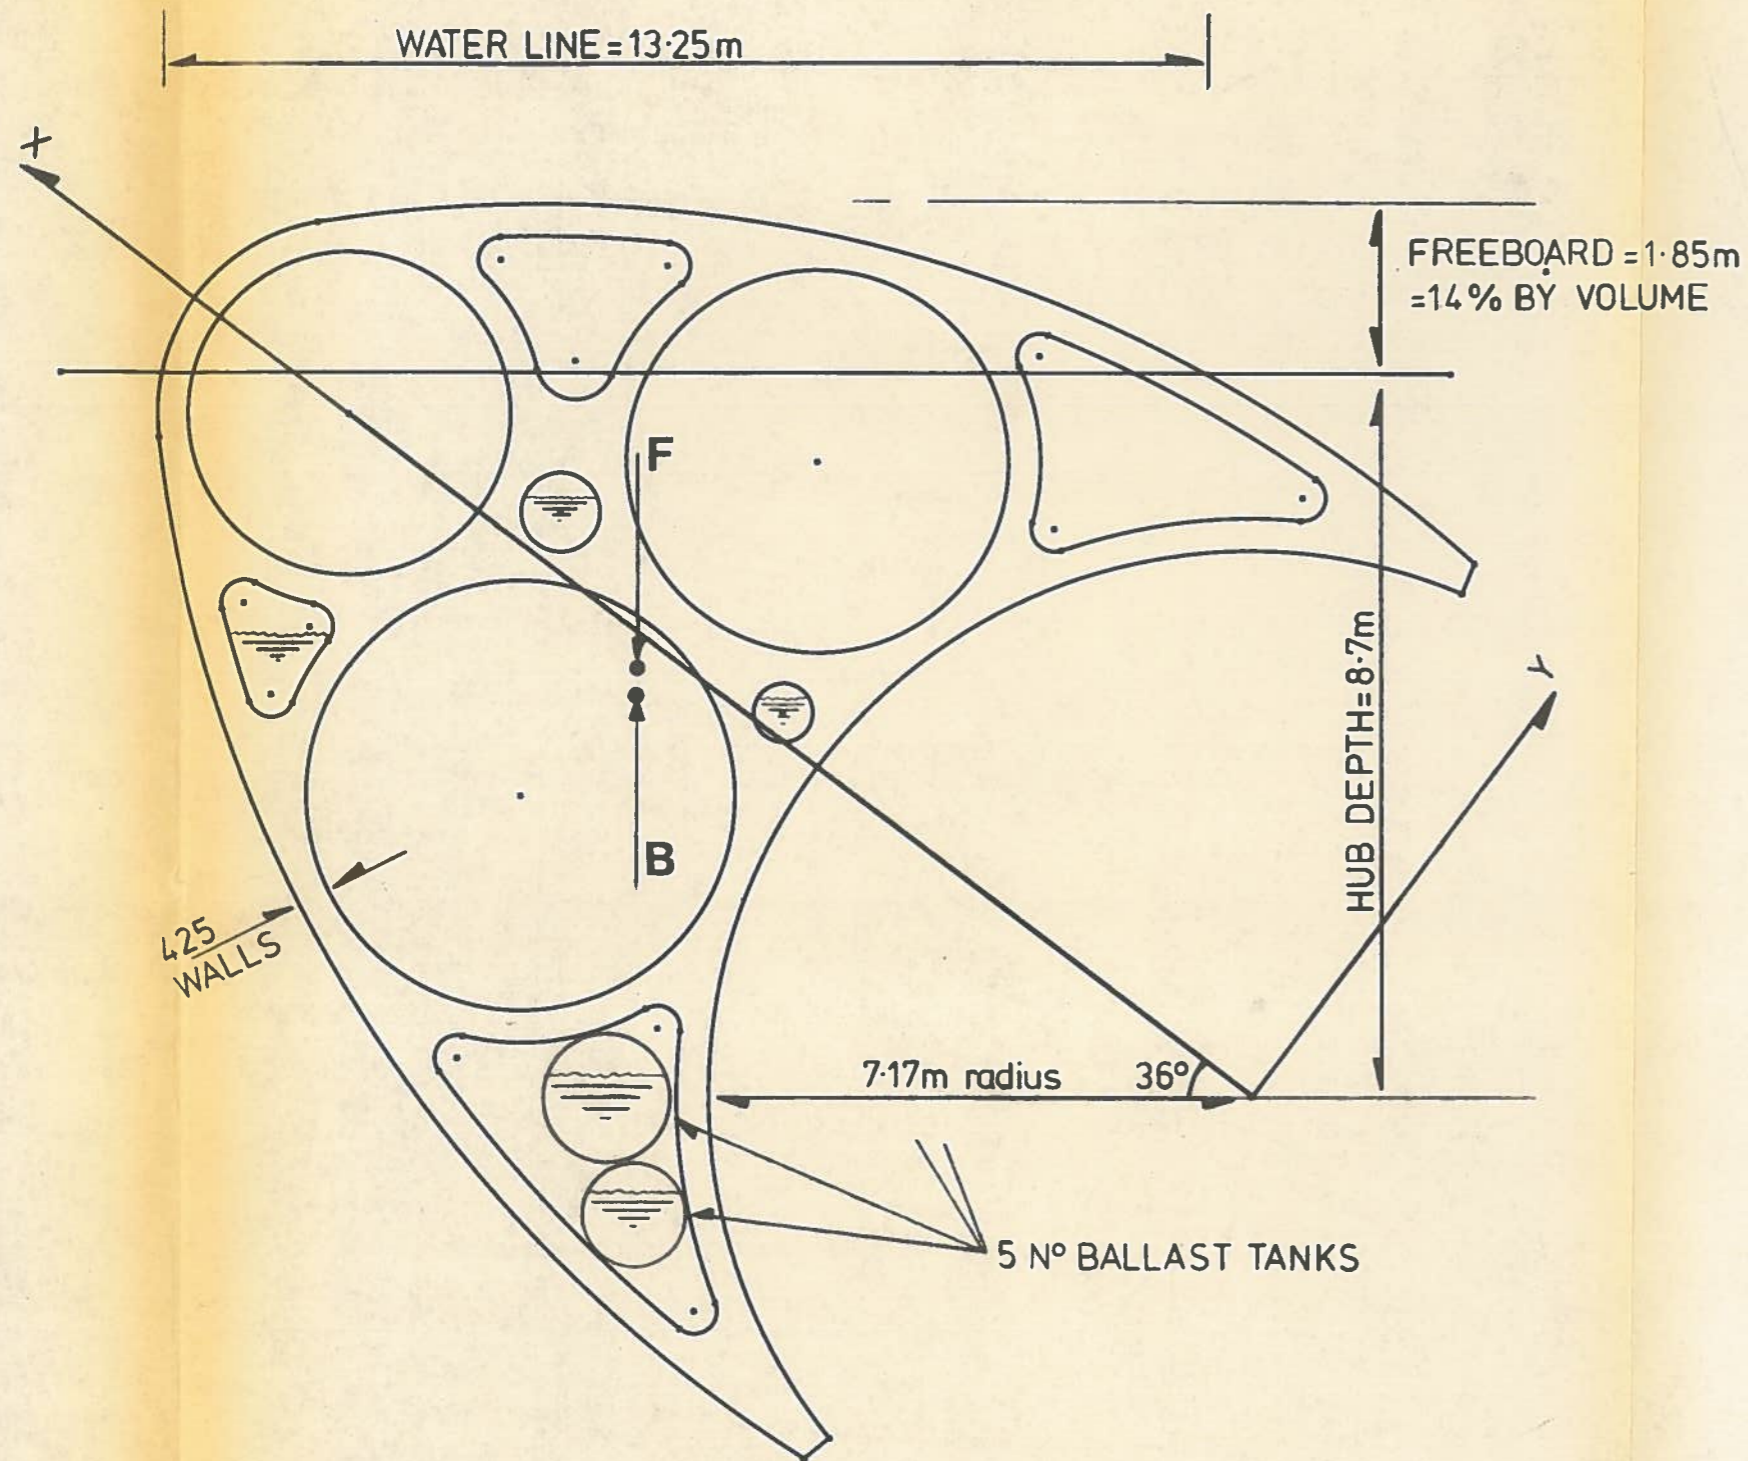 WATER LINE = 13·25m
X
FREEBOARD = 1·85m
=14% BY VOLUME
F
Y
HUB DEPTH = 8·7m
B
425
WALLS
7·17m radius
36°
5 Nº BALLAST TANKS